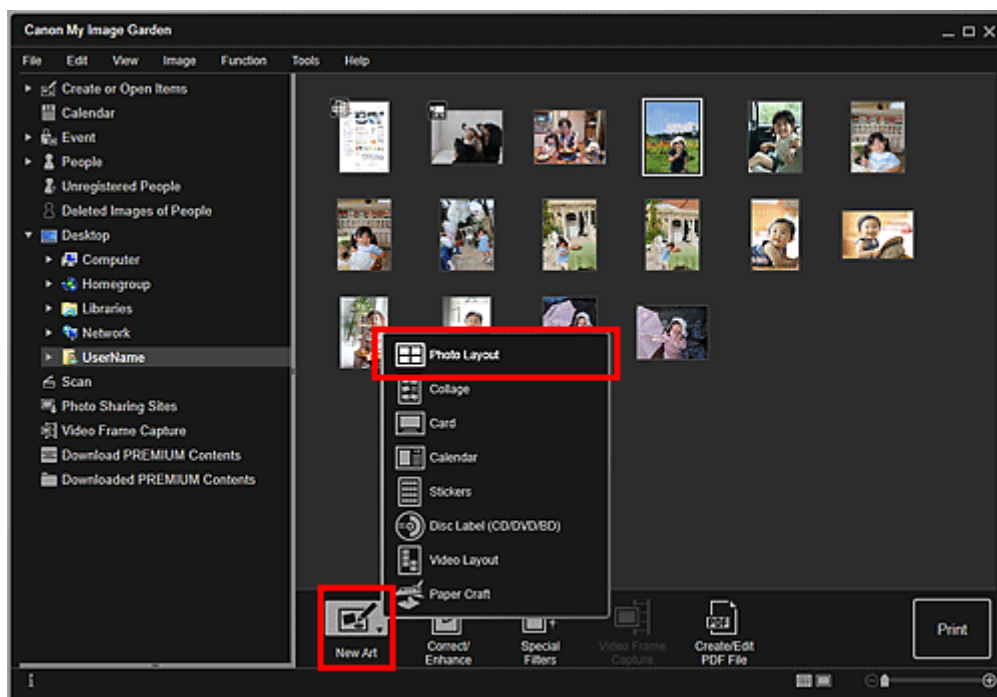 Canon My Image Garden
File Edit View Image Function Tools Help
Create or Open Items
Calendar
Event
People
Unregistered People
Deleted Images of People
Desktop
Computer
Homegroup
Libraries
Network
UserName
Scan
Photo Sharing Sites
Video Frame Capture
Download PREMIUM Contents
Downloaded PREMIUM Contents
Photo Layout
Collage
Card
Calendar
Stickers
Disc Label (CD/DVD/BD)
Video Layout
Paper Craft
New Art
Correct/
Enhance
Special
Filters
Video Frame
Capture
PDF
Create/Edit
PDF File
Print